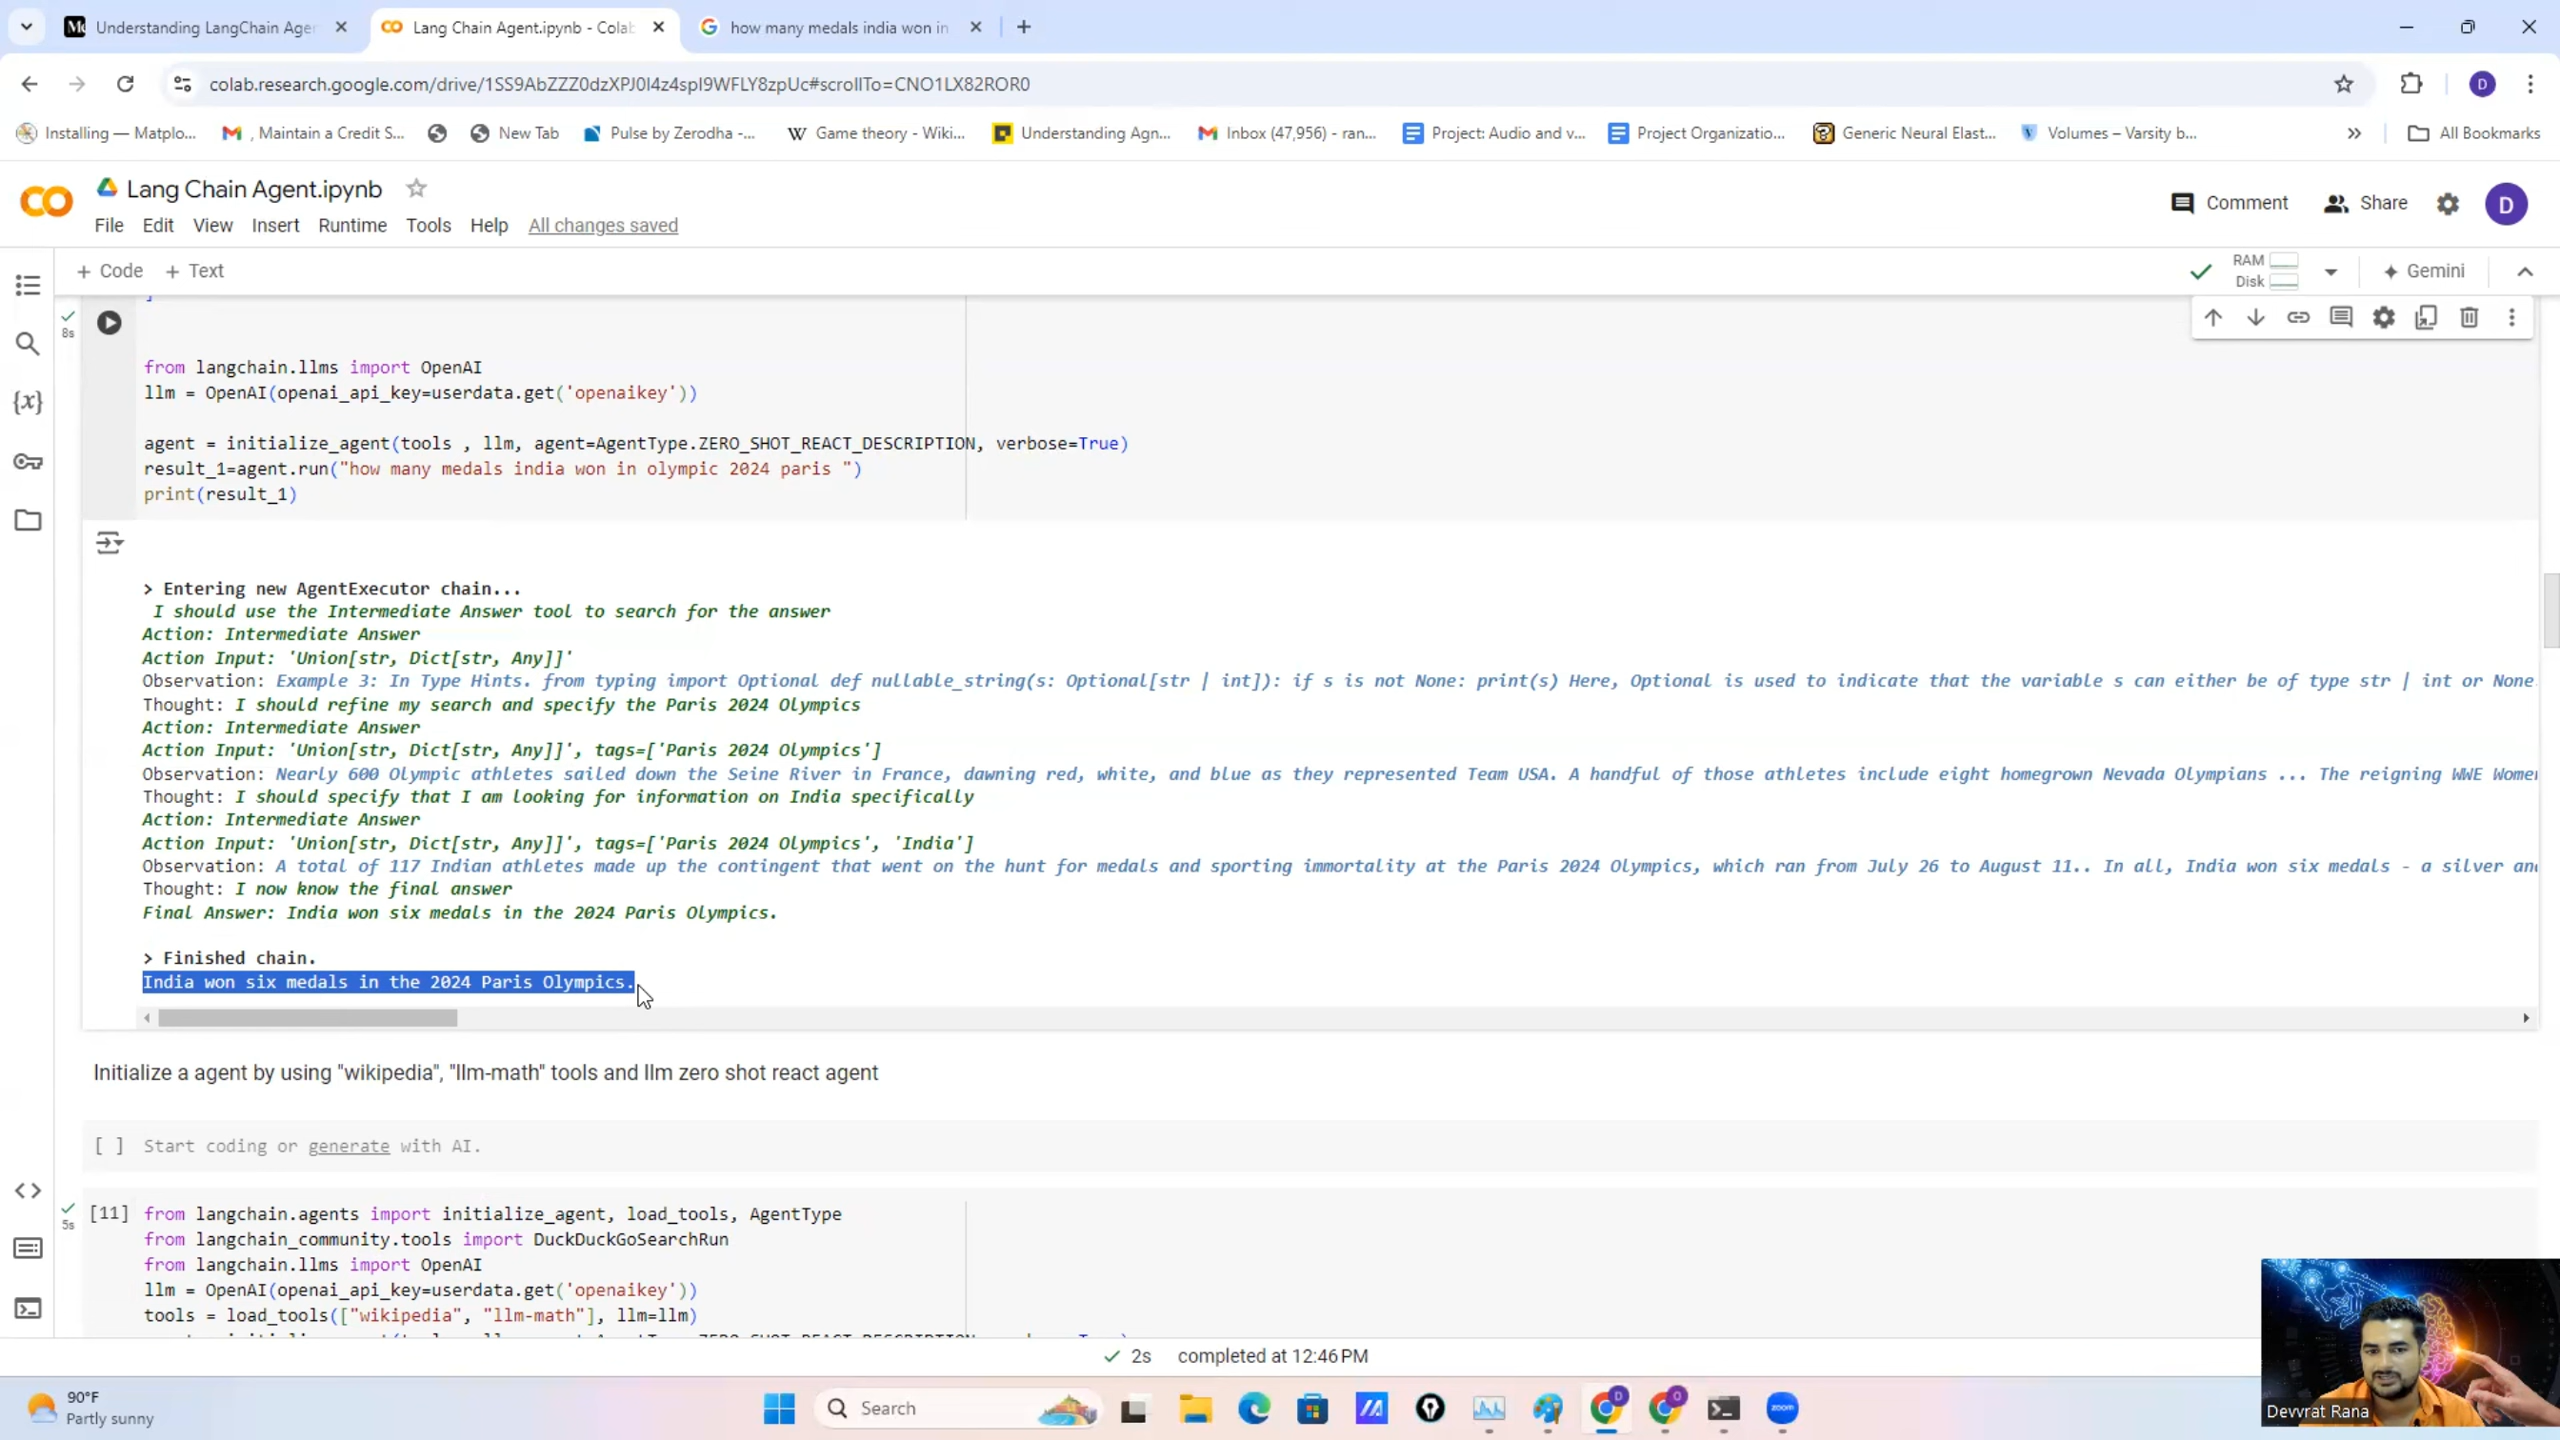 Understanding LangChain Agen
Lang Chain Agent.ipynb - Colab
how many medals india won in
colab.research.google.com/drive/1SS9AbZZZ0dzXPJ0l4z4spI9WFLY8zpUc#scrollTo=CNO1LX82ROR0
Installing — Matplo...
, Maintain a Credit S...
New Tab
Pulse by Zerodha -...
Game theory - Wiki...
Understanding Agn...
Inbox (47,956) - ran...
Project: Audio and v...
Project Organizatio...
Generic Neural Elast...
Volumes – Varsity b...
All Bookmarks
Lang Chain Agent.ipynb
Comment
Share
D
File Edit View Insert Runtime Tools Help All changes saved
+ Code + Text
RAM
Disk
Gemini
8s
from langchain.llms import OpenAI
llm = OpenAI(openai_api_key=userdata.get('openaikey'))
agent = initialize_agent(tools , llm, agent=AgentType.ZERO_SHOT_REACT_DESCRIPTION, verbose=True)
result_1=agent.run("how many medals india won in olympic 2024 paris ")
print(result_1)
> Entering new AgentExecutor chain...
I should use the Intermediate Answer tool to search for the answer
Action: Intermediate Answer
Action Input: 'Union[str, Dict[str, Any]]'
Observation: Example 3: In Type Hints. from typing import Optional def nullable_string(s: Optional[str | int]): if s is not None: print(s) Here, Optional is used to indicate that the variable s can either be of type str | int or None
Thought: I should refine my search and specify the Paris 2024 Olympics
Action: Intermediate Answer
Action Input: 'Union[str, Dict[str, Any]]', tags=['Paris 2024 Olympics']
Observation: Nearly 600 Olympic athletes sailed down the Seine River in France, dawning red, white, and blue as they represented Team USA. A handful of those athletes include eight homegrown Nevada Olympians ... The reigning WWE Wome
Thought: I should specify that I am looking for information on India specifically
Action: Intermediate Answer
Action Input: 'Union[str, Dict[str, Any]]', tags=['Paris 2024 Olympics', 'India']
Observation: A total of 117 Indian athletes made up the contingent that went on the hunt for medals and sporting immortality at the Paris 2024 Olympics, which ran from July 26 to August 11.. In all, India won six medals - a silver an
Thought: I now know the final answer
Final Answer: India won six medals in the 2024 Paris Olympics.
> Finished chain.
India won six medals in the 2024 Paris Olympics.
Initialize a agent by using "wikipedia", "llm-math" tools and llm zero shot react agent
[ ] Start coding or generate with AI.
5s
[11] from langchain.agents import initialize_agent, load_tools, AgentType
from langchain_community.tools import DuckDuckGoSearchRun
from langchain.llms import OpenAI
llm = OpenAI(openai_api_key=userdata.get('openaikey'))
tools = load_tools(["wikipedia", "llm-math"], llm=llm)
2s completed at 12:46 PM
90°F
Partly sunny
Search
zoom
Devvrat Rana